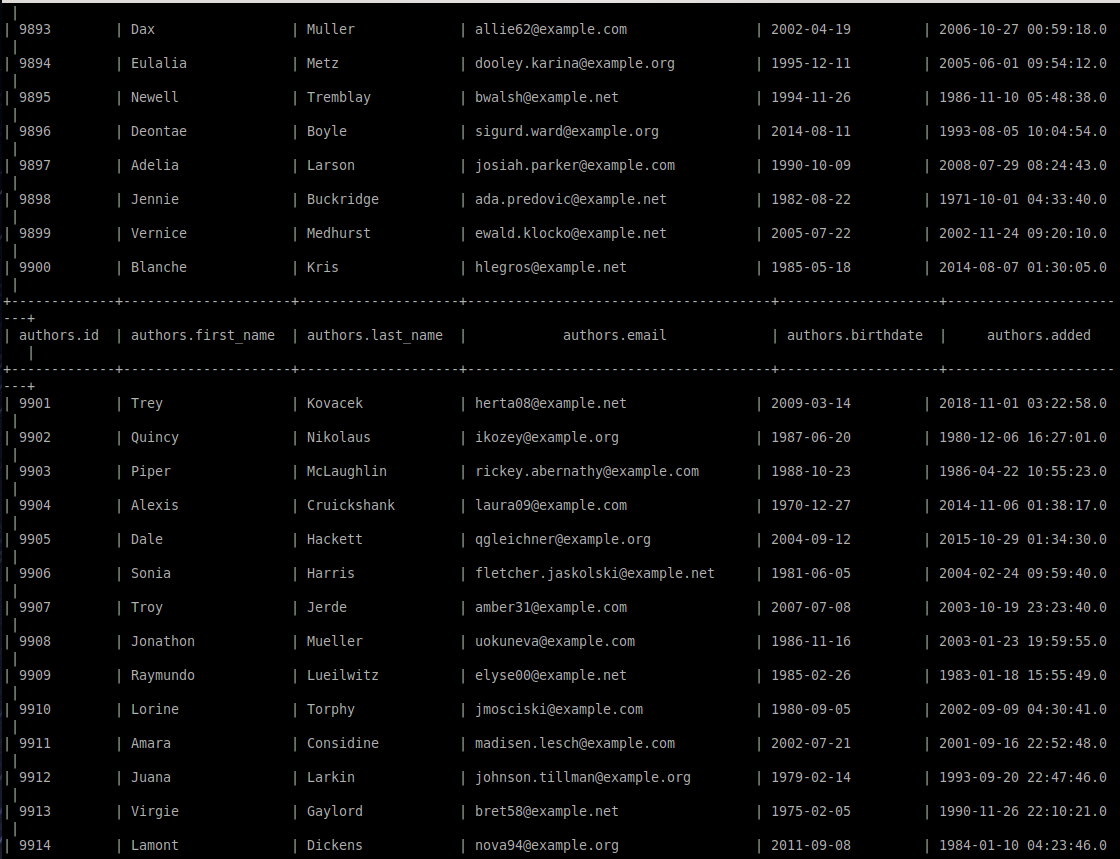 |
| 9893 | Dax | Muller | allie62@example.com | 2002-04-19 | 2006-10-27 00:59:18.0
|
| 9894 | Eulalia | Metz | dooley.karina@example.org | 1995-12-11 | 2005-06-01 09:54:12.0
|
| 9895 | Newell | Tremblay | bwalsh@example.net | 1994-11-26 | 1986-11-10 05:48:38.0
|
| 9896 | Deontae | Boyle | sigurd.ward@example.org | 2014-08-11 | 1993-08-05 10:04:54.0
|
| 9897 | Adelia | Larson | josiah.parker@example.com | 1990-10-09 | 2008-07-29 08:24:43.0
|
| 9898 | Jennie | Buckridge | ada.predovic@example.net | 1982-08-22 | 1971-10-01 04:33:40.0
|
| 9899 | Vernice | Medhurst | ewald.klocko@example.net | 2005-07-22 | 2002-11-24 09:20:10.0
|
| 9900 | Blanche | Kris | hlegros@example.net | 1985-05-18 | 2014-08-07 01:30:05.0
|
+-------------+---------------------+--------------------+--------------------------------------+--------------------+---------------------
---+
| authors.id | authors.first_name | authors.last_name | authors.email | authors.birthdate | authors.added
|
+-------------+---------------------+--------------------+--------------------------------------+--------------------+---------------------
---+
| 9901 | Trey | Kovacek | herta08@example.net | 2009-03-14 | 2018-11-01 03:22:58.0
|
| 9902 | Quincy | Nikolaus | ikozey@example.org | 1987-06-20 | 1980-12-06 16:27:01.0
|
| 9903 | Piper | McLaughlin | rickey.abernathy@example.com | 1988-10-23 | 1986-04-22 10:55:23.0
|
| 9904 | Alexis | Cruickshank | laura09@example.com | 1970-12-27 | 2014-11-06 01:38:17.0
|
| 9905 | Dale | Hackett | qgleichner@example.org | 2004-09-12 | 2015-10-29 01:34:30.0
|
| 9906 | Sonia | Harris | fletcher.jaskolski@example.net | 1981-06-05 | 2004-02-24 09:59:40.0
|
| 9907 | Troy | Jerde | amber31@example.com | 2007-07-08 | 2003-10-19 23:23:40.0
|
| 9908 | Jonathon | Mueller | uokuneva@example.com | 1986-11-16 | 2003-01-23 19:59:55.0
|
| 9909 | Raymundo | Lueilwitz | elyse00@example.net | 1985-02-26 | 1983-01-18 15:55:49.0
|
| 9910 | Lorine | Torphy | jmosciski@example.com | 1980-09-05 | 2002-09-09 04:30:41.0
|
| 9911 | Amara | Considine | madisen.lesch@example.com | 2002-07-21 | 2001-09-16 22:52:48.0
|
| 9912 | Juana | Larkin | johnson.tillman@example.org | 1979-02-14 | 1993-09-20 22:47:46.0
|
| 9913 | Virgie | Gaylord | bret58@example.net | 1975-02-05 | 1990-11-26 22:10:21.0
|
| 9914 | Lamont | Dickens | nova94@example.org | 2011-09-08 | 1984-01-10 04:23:46.0